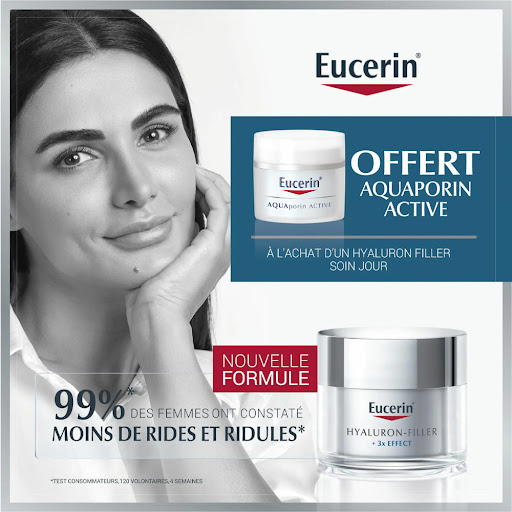 Eucerin®
Eucerin®
AQUAporin ACTIVE
OFFERT
AQUAPORIN
ACTIVE
À L'ACHAT D'UN HYALURON FILLER
SOIN JOUR
NOUVELLE
FORMULE
99%*
DES FEMMES ONT CONSTATÉ
MOINS DE RIDES ET RIDULES*
Eucerin®
HYALURON-FILLER
+ 3x EFFECT
*TEST CONSOMMATEURS,120 VOLONTAIRES,4 SEMAINES